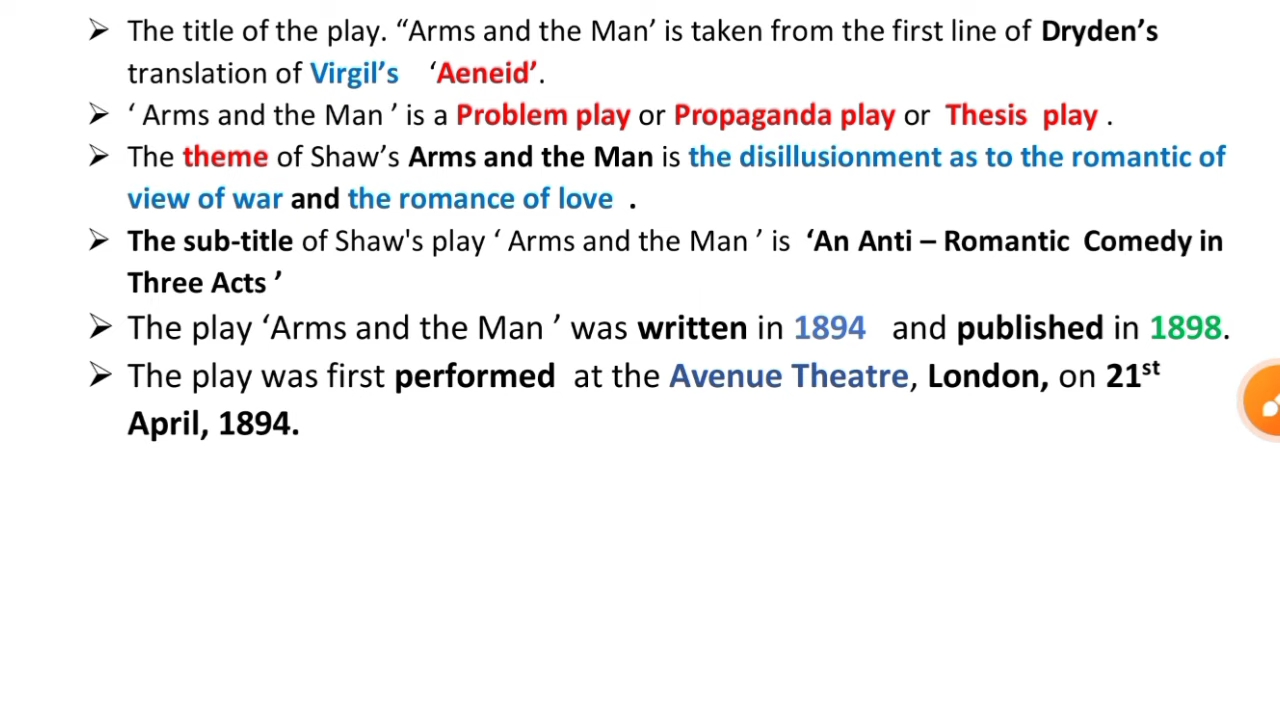 ➢ The title of the play. “Arms and the Man’ is taken from the first line of Dryden’s
translation of Virgil’s ‘Aeneid’.
➢ ‘ Arms and the Man ’ is a Problem play or Propaganda play or Thesis play .
➢ The theme of Shaw’s Arms and the Man is the disillusionment as to the romantic of
view of war and the romance of love .
➢ The sub-title of Shaw's play ‘ Arms and the Man ’ is ‘An Anti – Romantic Comedy in
Three Acts ’
➢ The play ‘Arms and the Man ’ was written in 1894 and published in 1898.
➢ The play was first performed at the Avenue Theatre, London, on 21st
April, 1894.